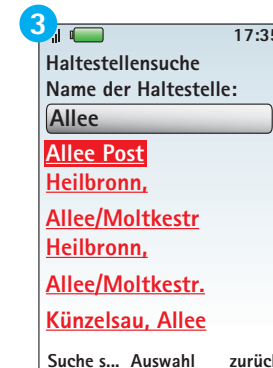 3
17:35
Haltestellensuche
Name der Haltestelle:
Allee
Allee Post
Heilbronn,
Allee/Moltkestr
Heilbronn,
Allee/Moltkestr.
Künzelsau, Allee
Suche s... Auswahl zurück